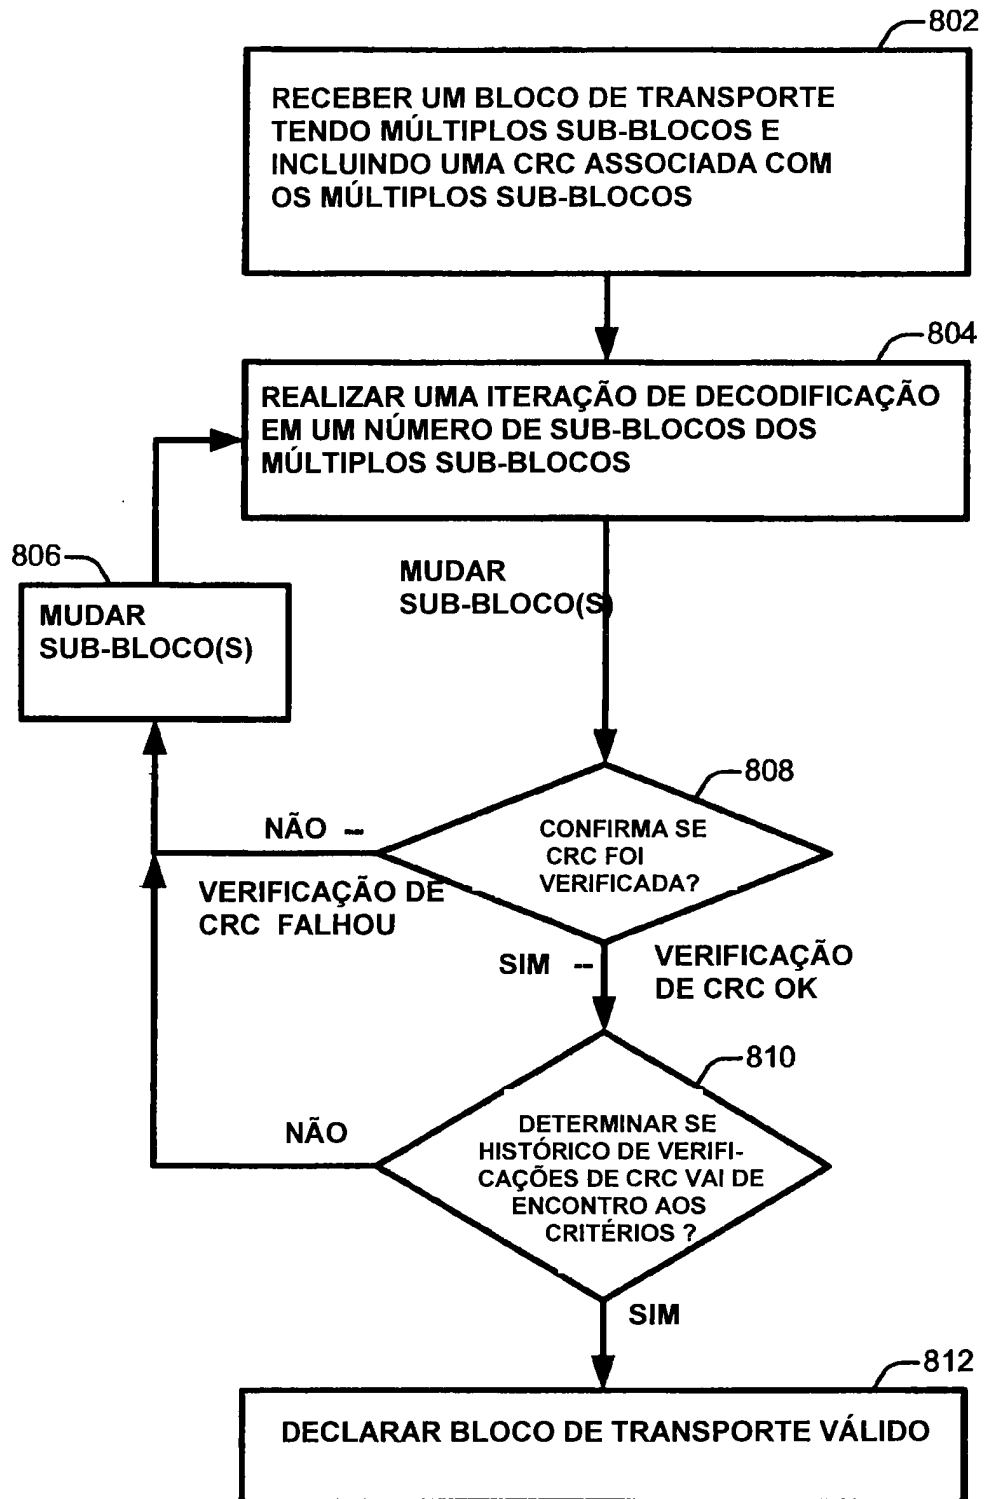 802
RECEBER UM BLOCO DE TRANSPORTE
TENDO MÚLTIPLOS SUB-BLOCOS E
INCLUINDO UMA CRC ASSOCIADA COM
OS MÚLTIPLOS SUB-BLOCOS
804
REALIZAR UMA ITERAÇÃO DE DECODIFICAÇÃO
EM UM NÚMERO DE SUB-BLOCOS DOS
MÚLTIPLOS SUB-BLOCOS
806
MUDAR
SUB-BLOCO(S)
MUDAR
SUB-BLOCO(S)
808
CONFIRMA SE
CRC FOI
VERIFICADA?
NÃO --
VERIFICAÇÃO DE
CRC FALHOU
SIM --
VERIFICAÇÃO
DE CRC OK
810
DETERMINAR SE
HISTÓRICO DE VERIFI-
CAÇÕES DE CRC VAI DE
ENCONTRO AOS
CRITÉRIOS ?
NÃO
SIM
812
DECLARAR BLOCO DE TRANSPORTE VÁLIDO